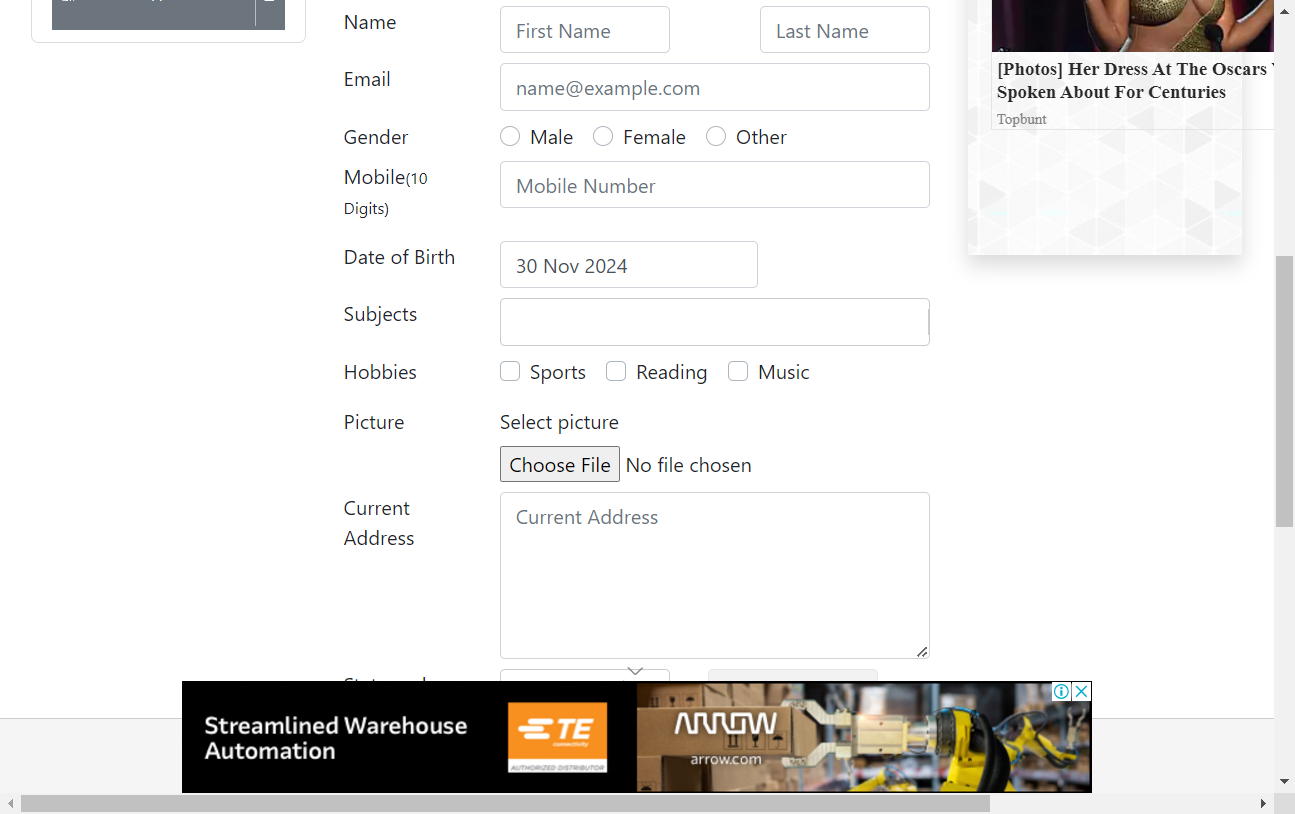 Name First Name Last Name
Email name@example.com
Gender Male Female Other
Mobile(10 Digits) Mobile Number
Date of Birth 30 Nov 2024
Subjects
Hobbies Sports Reading Music
Picture Select picture
Choose File No file chosen
Current Address Current Address
[Photos] Her Dress At The Oscars
Spoken About For Centuries
Topbunt
Streamlined Warehouse
Automation
TE
connectivity
AUTHORIZED DISTRIBUTOR
ARROW
arrow.com